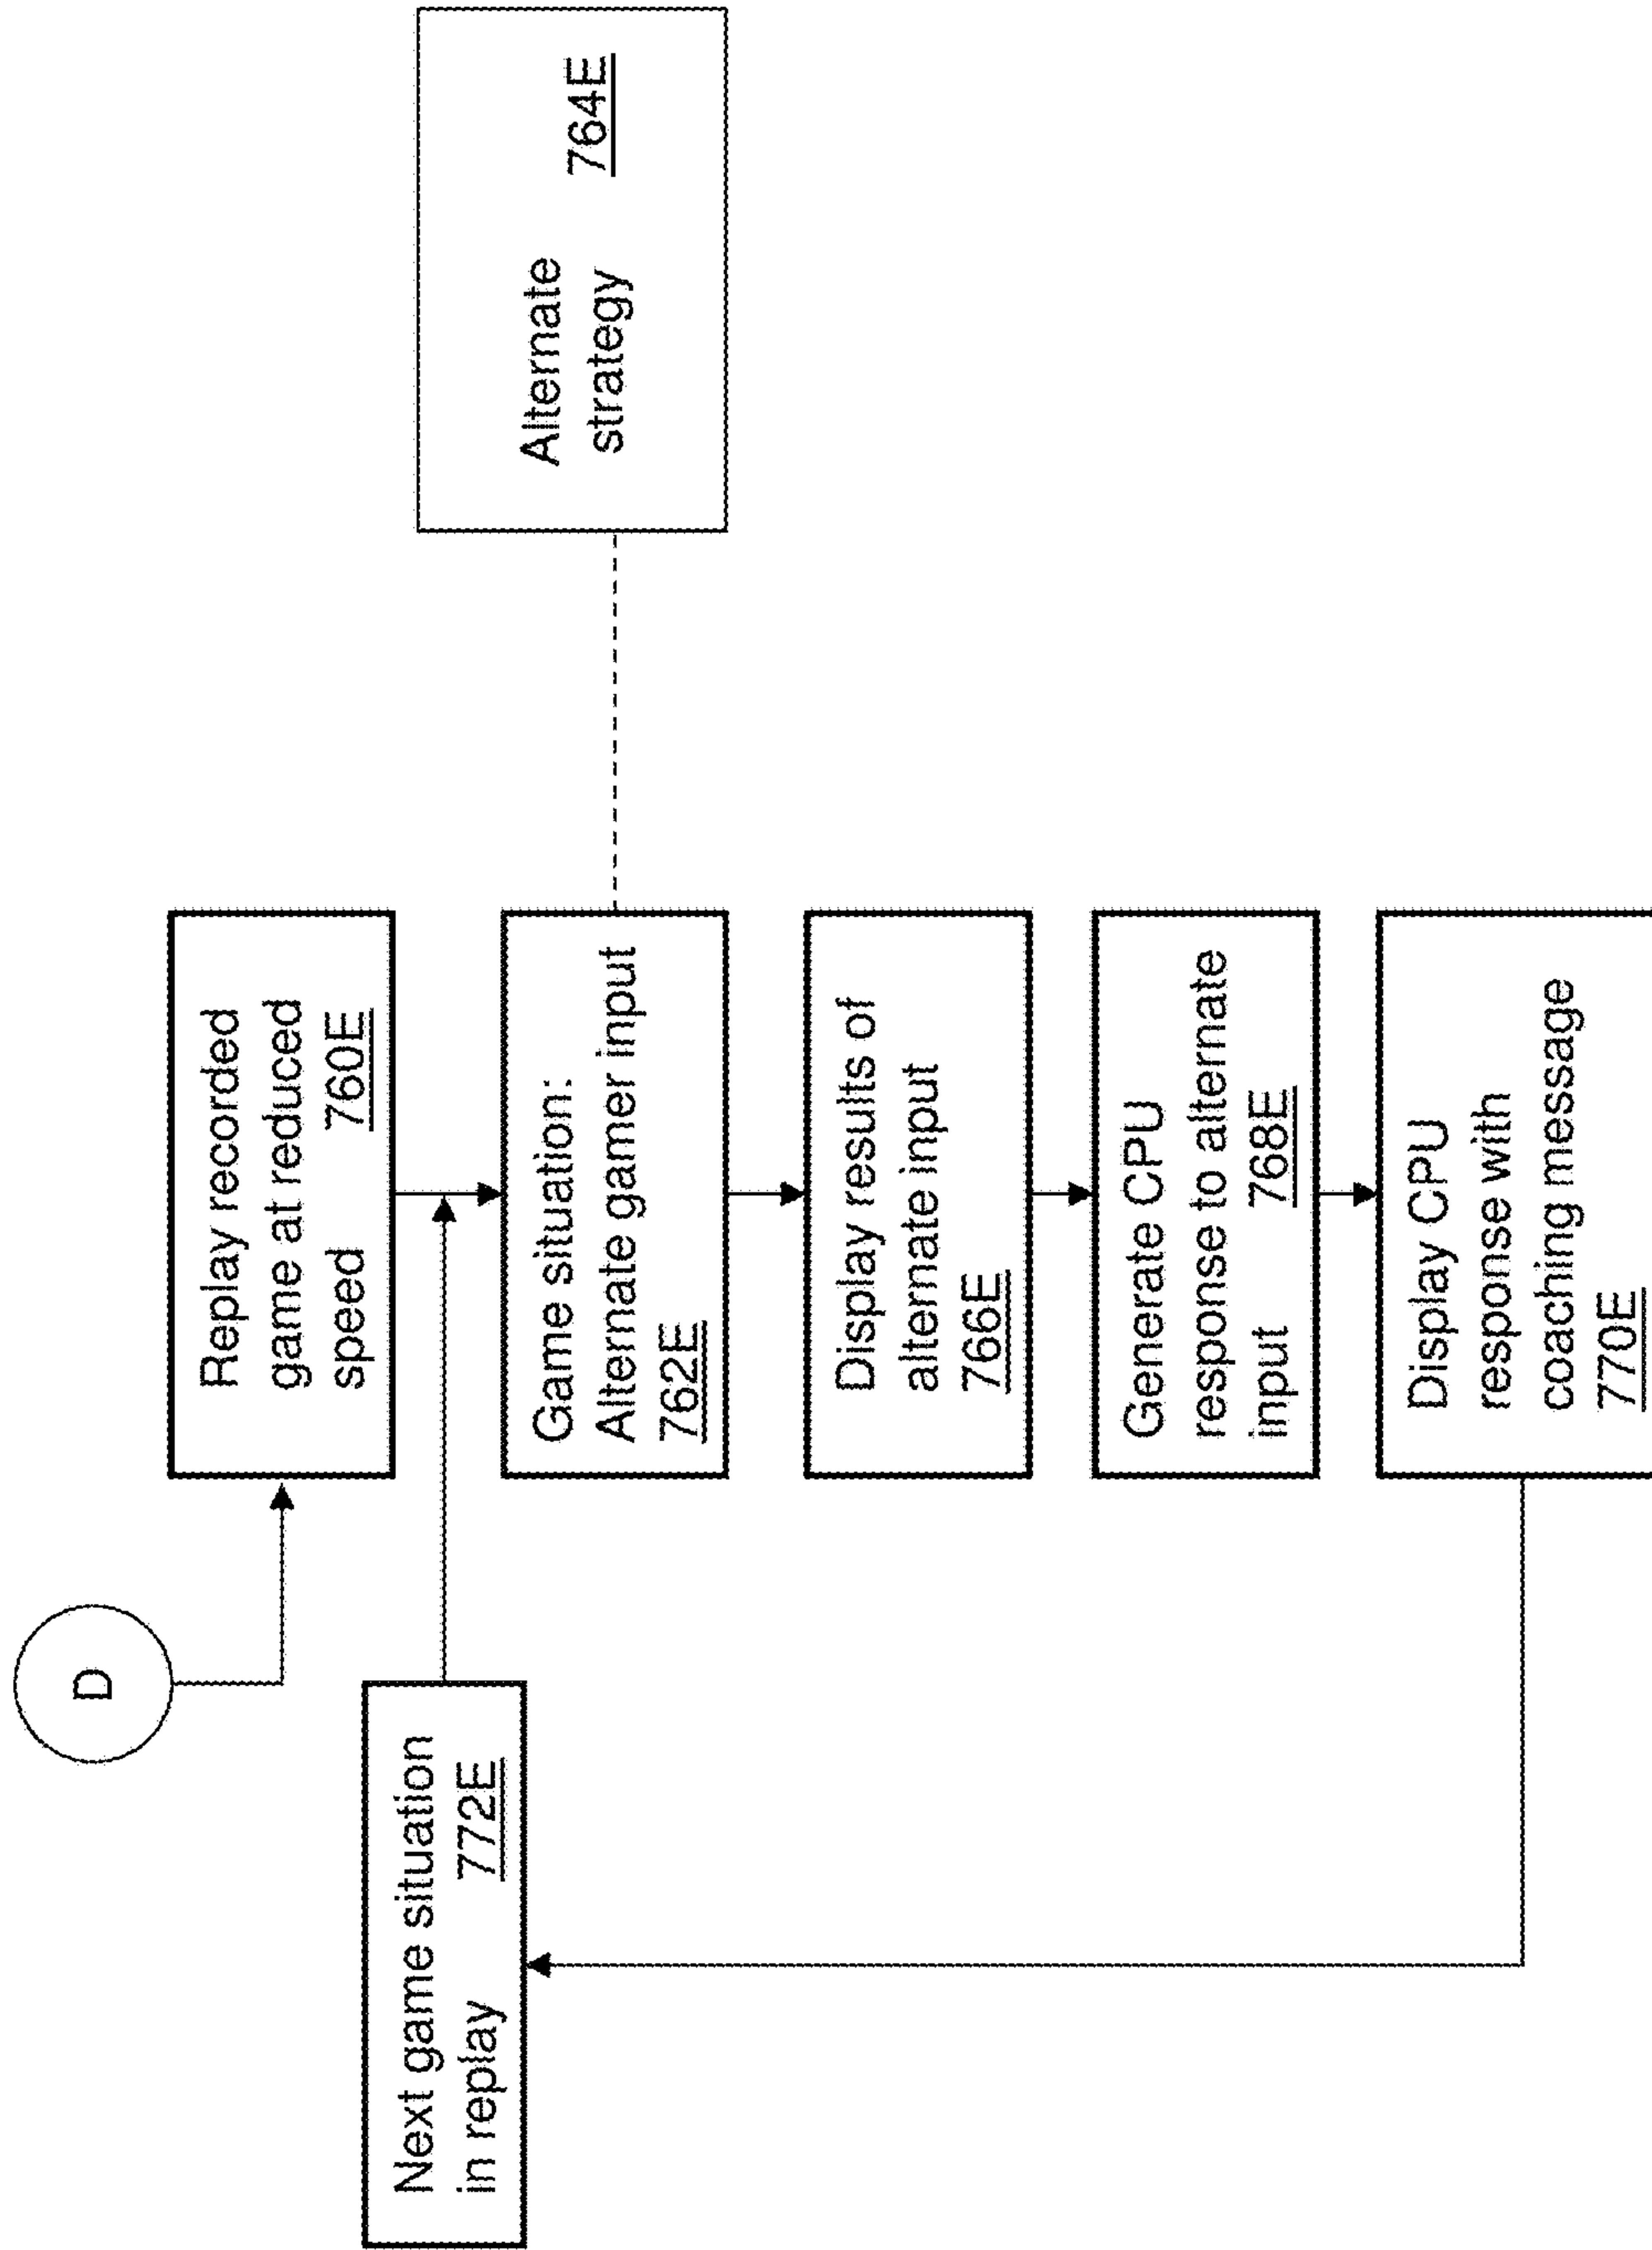 D
Replay recorded
game at reduced
speed 760E
Next game situation
in replay 772E
Game situation:
Alternate gamer input
762E
Alternate
strategy 764E
Display results of
alternate input
766E
Generate CPU
response to alternate
input 768E
Display CPU
response with
coaching message
770E